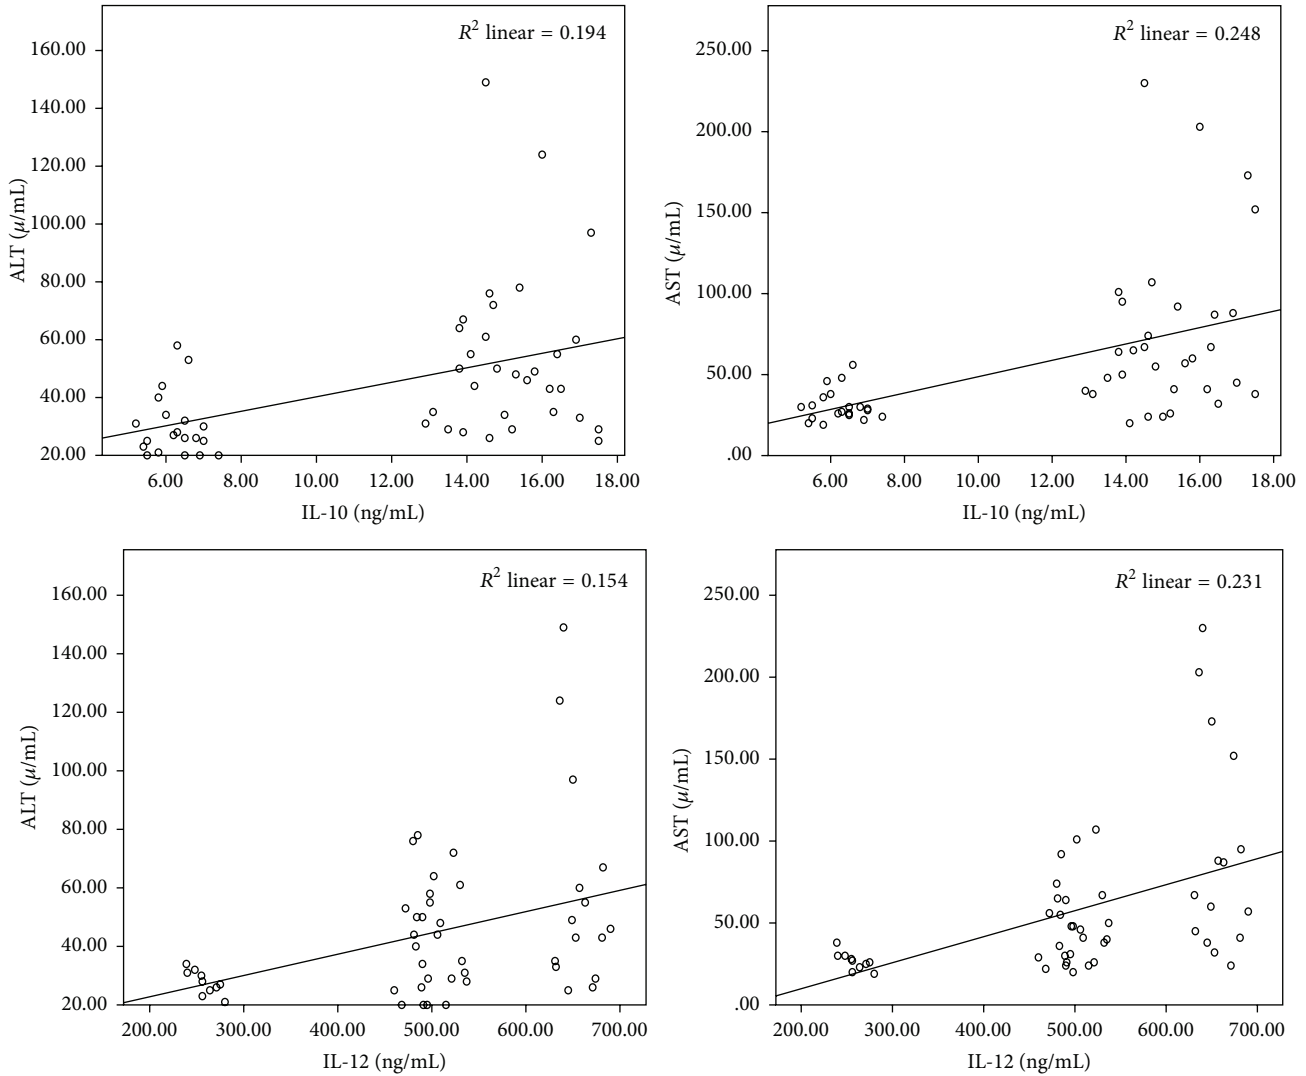 R² linear = 0.194
160.00
140.00
120.00
100.00
80.00
60.00
40.00
20.00
ALT (μ/mL)
6.00 8.00 10.00 12.00 14.00 16.00 18.00
IL-10 (ng/mL)
R² linear = 0.248
250.00
200.00
150.00
100.00
50.00
.00
AST (μ/mL)
6.00 8.00 10.00 12.00 14.00 16.00 18.00
IL-10 (ng/mL)
R² linear = 0.154
160.00
140.00
120.00
100.00
80.00
60.00
40.00
20.00
ALT (μ/mL)
200.00 300.00 400.00 500.00 600.00 700.00
IL-12 (ng/mL)
R² linear = 0.231
250.00
200.00
150.00
100.00
50.00
.00
AST (μ/mL)
200.00 300.00 400.00 500.00 600.00 700.00
IL-12 (ng/mL)